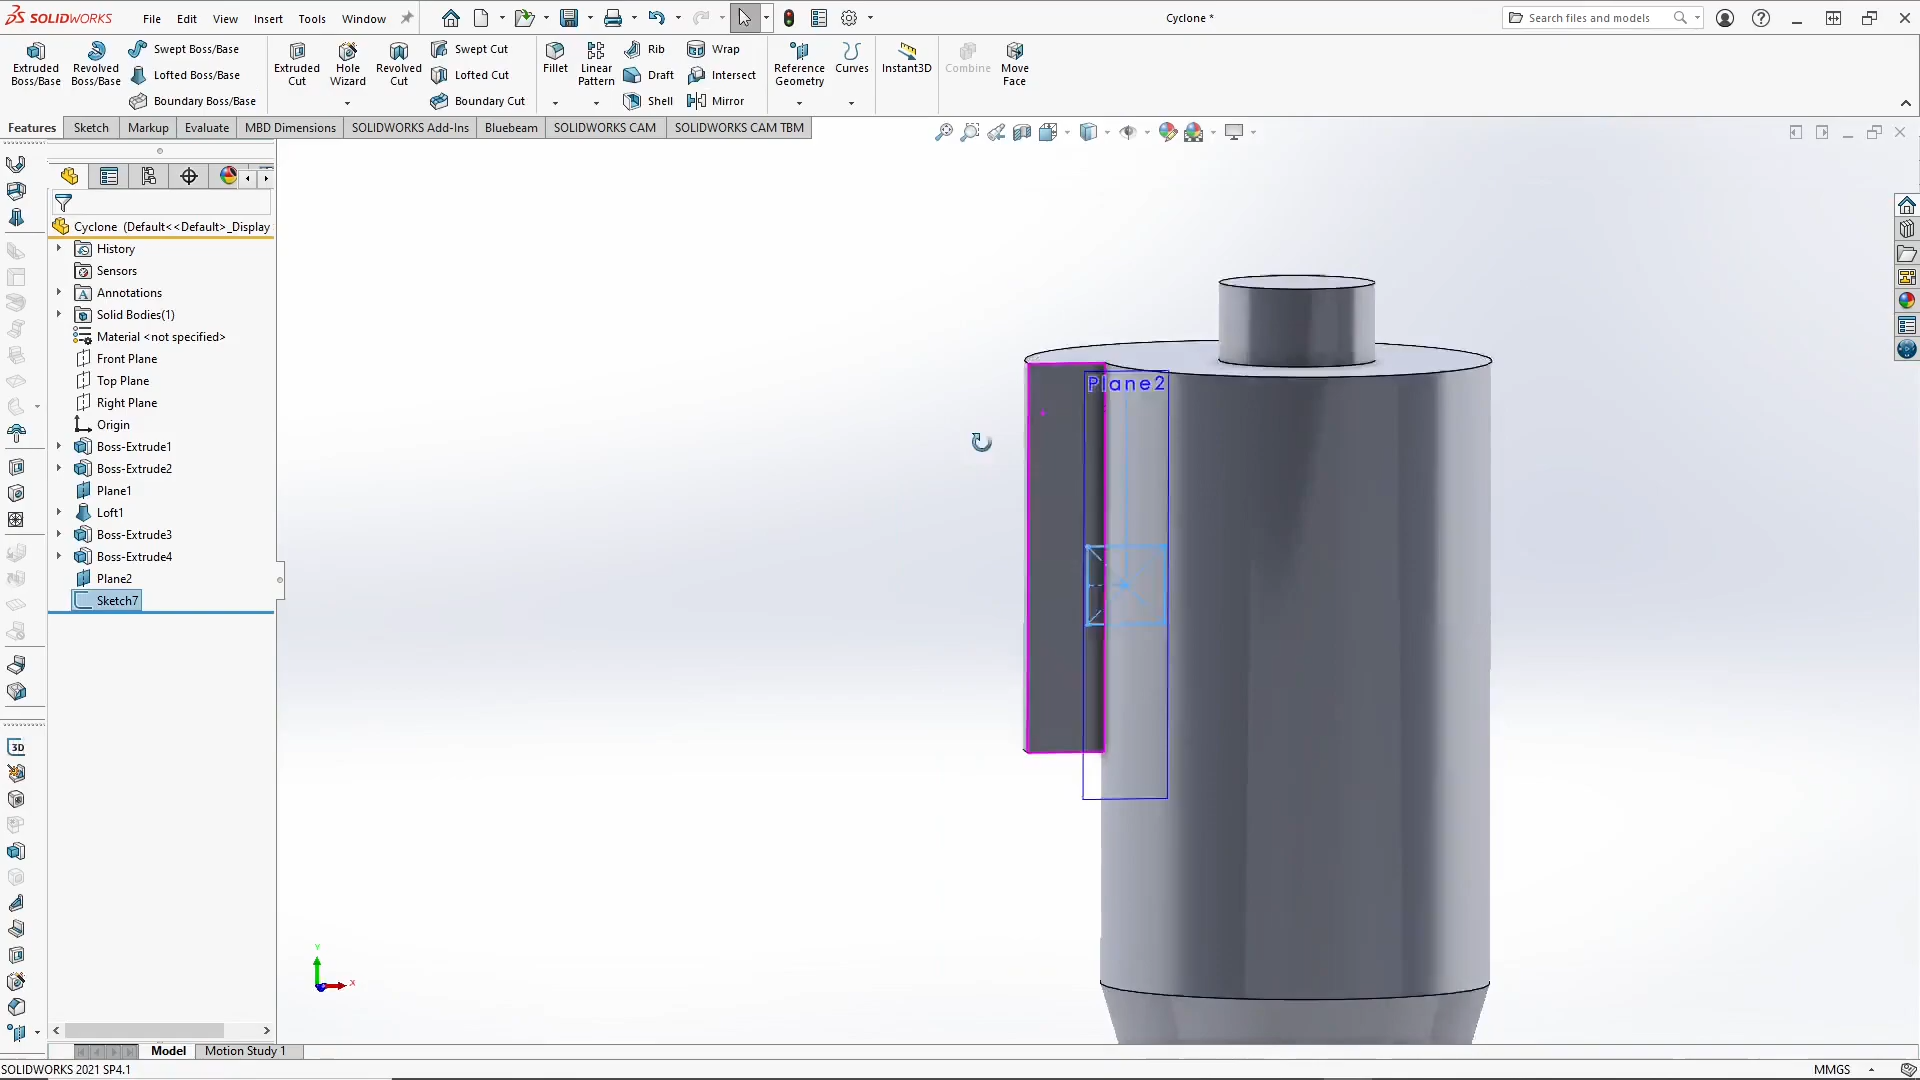 SOLIDWORKS File Edit View Insert Tools Window Cyclone * Search files and models
Extruded Boss/Base
Revolved Boss/Base
Swept Boss/Base
Lofted Boss/Base
Boundary Boss/Base
Extruded Cut
Hole Wizard
Revolved Cut
Swept Cut
Lofted Cut
Boundary Cut
Fillet
Linear Pattern
Rib
Draft
Shell
Wrap
Intersect
Mirror
Reference Geometry
Curves
Instant3D
Combine
Move Face
Features Sketch Markup Evaluate MBD Dimensions SOLIDWORKS Add-Ins Bluebeam SOLIDWORKS CAM SOLIDWORKS CAM TBM
Cyclone (Default<<Default>_Display
History
Sensors
Annotations
Solid Bodies(1)
Material <not specified>
Front Plane
Top Plane
Right Plane
Origin
Boss-Extrude1
Boss-Extrude2
Plane1
Loft1
Boss-Extrude3
Boss-Extrude4
Plane2
Sketch7
Plane2
3D
Y
X
Model Motion Study 1
SOLIDWORKS 2021 SP4.1 MMGS